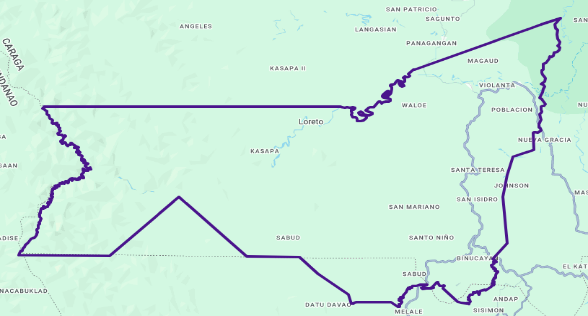 SAN PATRICIO
SAGUNTO
ANGELES
LANGASIAN
PANAGANGAN
CARAGA
MAGAUD
KASAPA II
VIOLANTA
WALOE
POBLACION
Loreto
NUEVA GRACIA
KASAPA
SANTA TERESA
JOHNSON
SAN ISIDRO
SAN MARIANO
SABUD
SANTO NIÑO
BINUCAYAN
SABUD
DATU DAVAO
MELALE
ANDAP
SISIMON